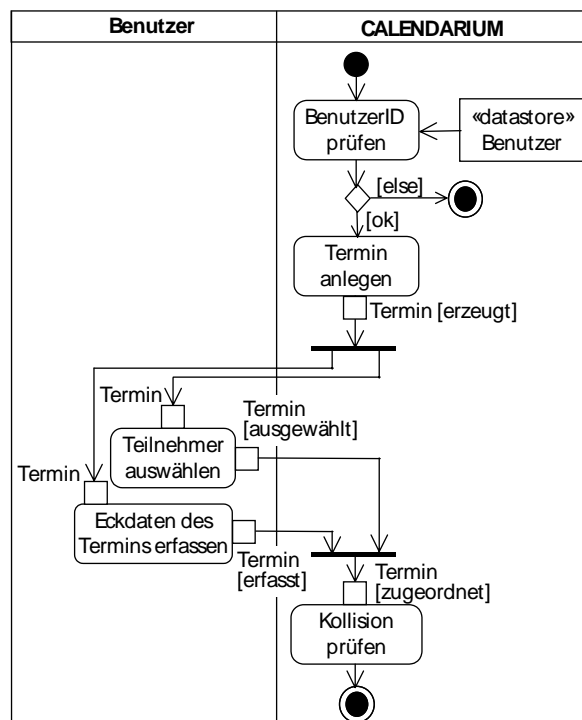 Benutzer
CALENDARIUM
BenutzerID
prüfen
«datastore»
Benutzer
[else]
[ok]
Termin
anlegen
Termin [erzeugt]
Termin
Termin
[ausgewählt]
Teilnehmer
auswählen
Termin
Eckdaten des
Termins erfassen
Termin
[erfasst]
Termin
[zugeordnet]
Kollision
prüfen